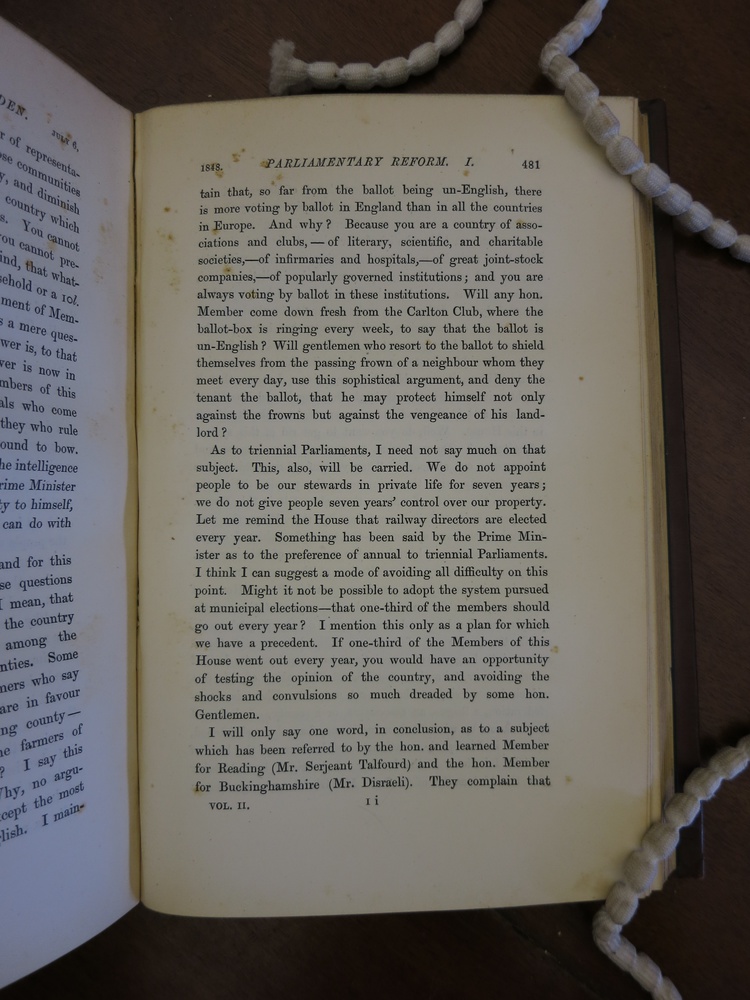 DEN.
JULY 6.
r of representa-
ose communities
y, and diminish
country which
s. You cannot
you cannot pre-
ind, that what-
sehold or a 10l.
ment of Mem-
s a mere ques-
wer is, to that
ver is now in
mbers of this
als who come
they who rule
ound to bow.
he intelligence
rime Minister
ty to himself,
can do with
and for this
se questions
I mean, that
the country
among the
nties. Some
mers who say
are in favour
ng county—
e farmers of
? I say this
Why, no argu-
cept the most
lish. I main-
1848. PARLIAMENTARY REFORM. I. 481
tain that, so far from the ballot being un-English, there
is more voting by ballot in England than in all the countries
in Europe. And why? Because you are a country of asso-
ciations and clubs,—of literary, scientific, and charitable
societies,—of infirmaries and hospitals,—of great joint-stock
companies,—of popularly governed institutions; and you are
always voting by ballot in these institutions. Will any hon.
Member come down fresh from the Carlton Club, where the
ballot-box is ringing every week, to say that the ballot is
un-English? Will gentlemen who resort to the ballot to shield
themselves from the passing frown of a neighbour whom they
meet every day, use this sophistical argument, and deny the
tenant the ballot, that he may protect himself not only
against the frowns but against the vengeance of his land-
lord?
As to triennial Parliaments, I need not say much on that
subject. This, also, will be carried. We do not appoint
people to be our stewards in private life for seven years;
we do not give people seven years' control over our property.
Let me remind the House that railway directors are elected
every year. Something has been said by the Prime Min-
ister as to the preference of annual to triennial Parliaments.
I think I can suggest a mode of avoiding all difficulty on this
point. Might it not be possible to adopt the system pursued
at municipal elections—that one-third of the members should
go out every year? I mention this only as a plan for which
we have a precedent. If one-third of the Members of this
House went out every year, you would have an opportunity
of testing the opinion of the country, and avoiding the
shocks and convulsions so much dreaded by some hon.
Gentlemen.
I will only say one word, in conclusion, as to a subject
which has been referred to by the hon. and learned Member
for Reading (Mr. Serjeant Talfourd) and the hon. Member
for Buckinghamshire (Mr. Disraeli). They complain that
VOL. II. I i